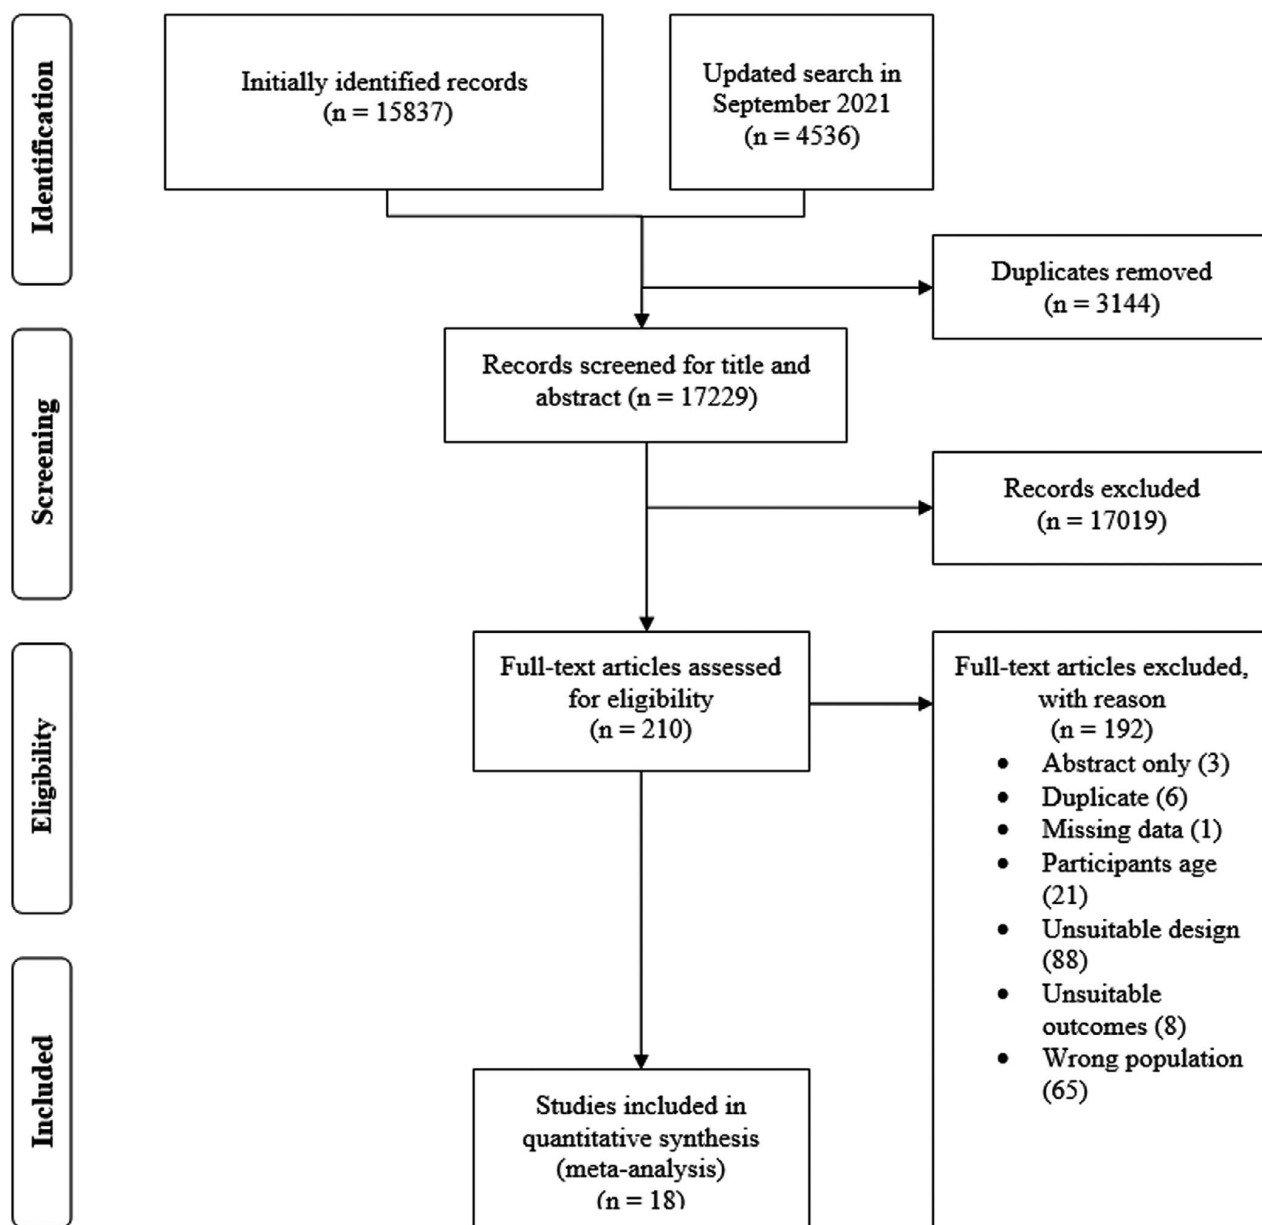 Identification
Initially identified records
(n = 15837)
Updated search in
September 2021
(n = 4536)
Duplicates removed
(n = 3144)
Screening
Records screened for title and
abstract (n = 17229)
Records excluded
(n = 17019)
Eligibility
Full-text articles assessed
for eligibility
(n = 210)
Full-text articles excluded,
with reason
(n = 192)
• Abstract only (3)
• Duplicate (6)
• Missing data (1)
• Participants age
(21)
• Unsuitable design
(88)
• Unsuitable
outcomes (8)
• Wrong population
(65)
Included
Studies included in
quantitative synthesis
(meta-analysis)
(n = 18)